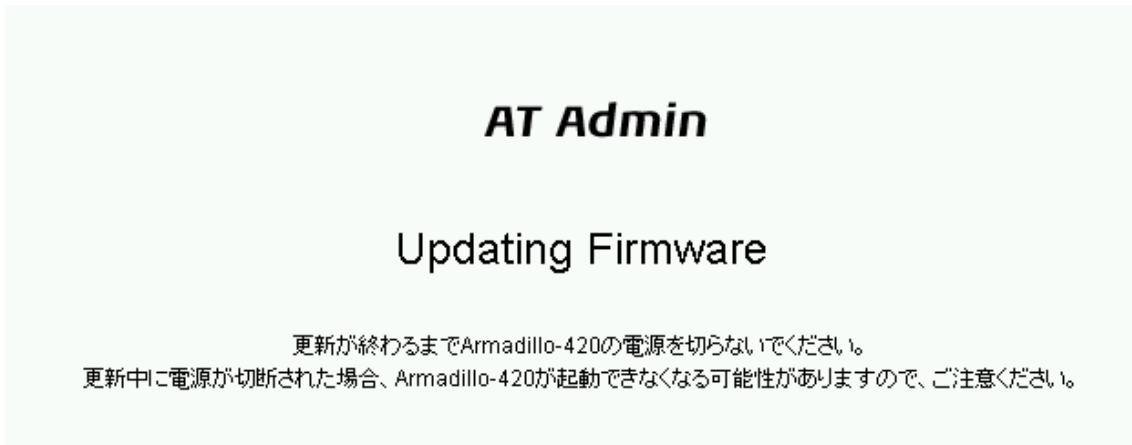 AT Admin
Updating Firmware
更新が終わるまでArmadillo-420の電源を切らないでください。
更新中に電源が切断された場合、Armadillo-420が起動できなくなる可能性がありますので、ご注意ください。